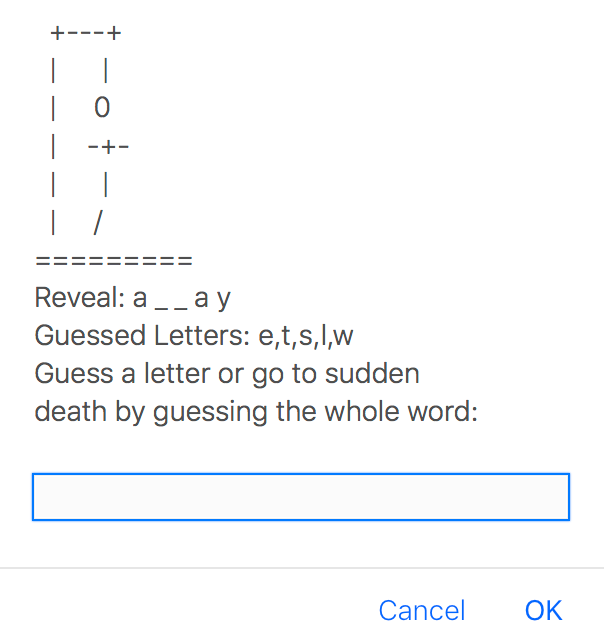 +---+
|     |
|    0
|   -+-
|     |
|    /
=========
Reveal: a _ _ a y
Guessed Letters: e,t,s,l,w
Guess a letter or go to sudden
death by guessing the whole word:
Cancel OK